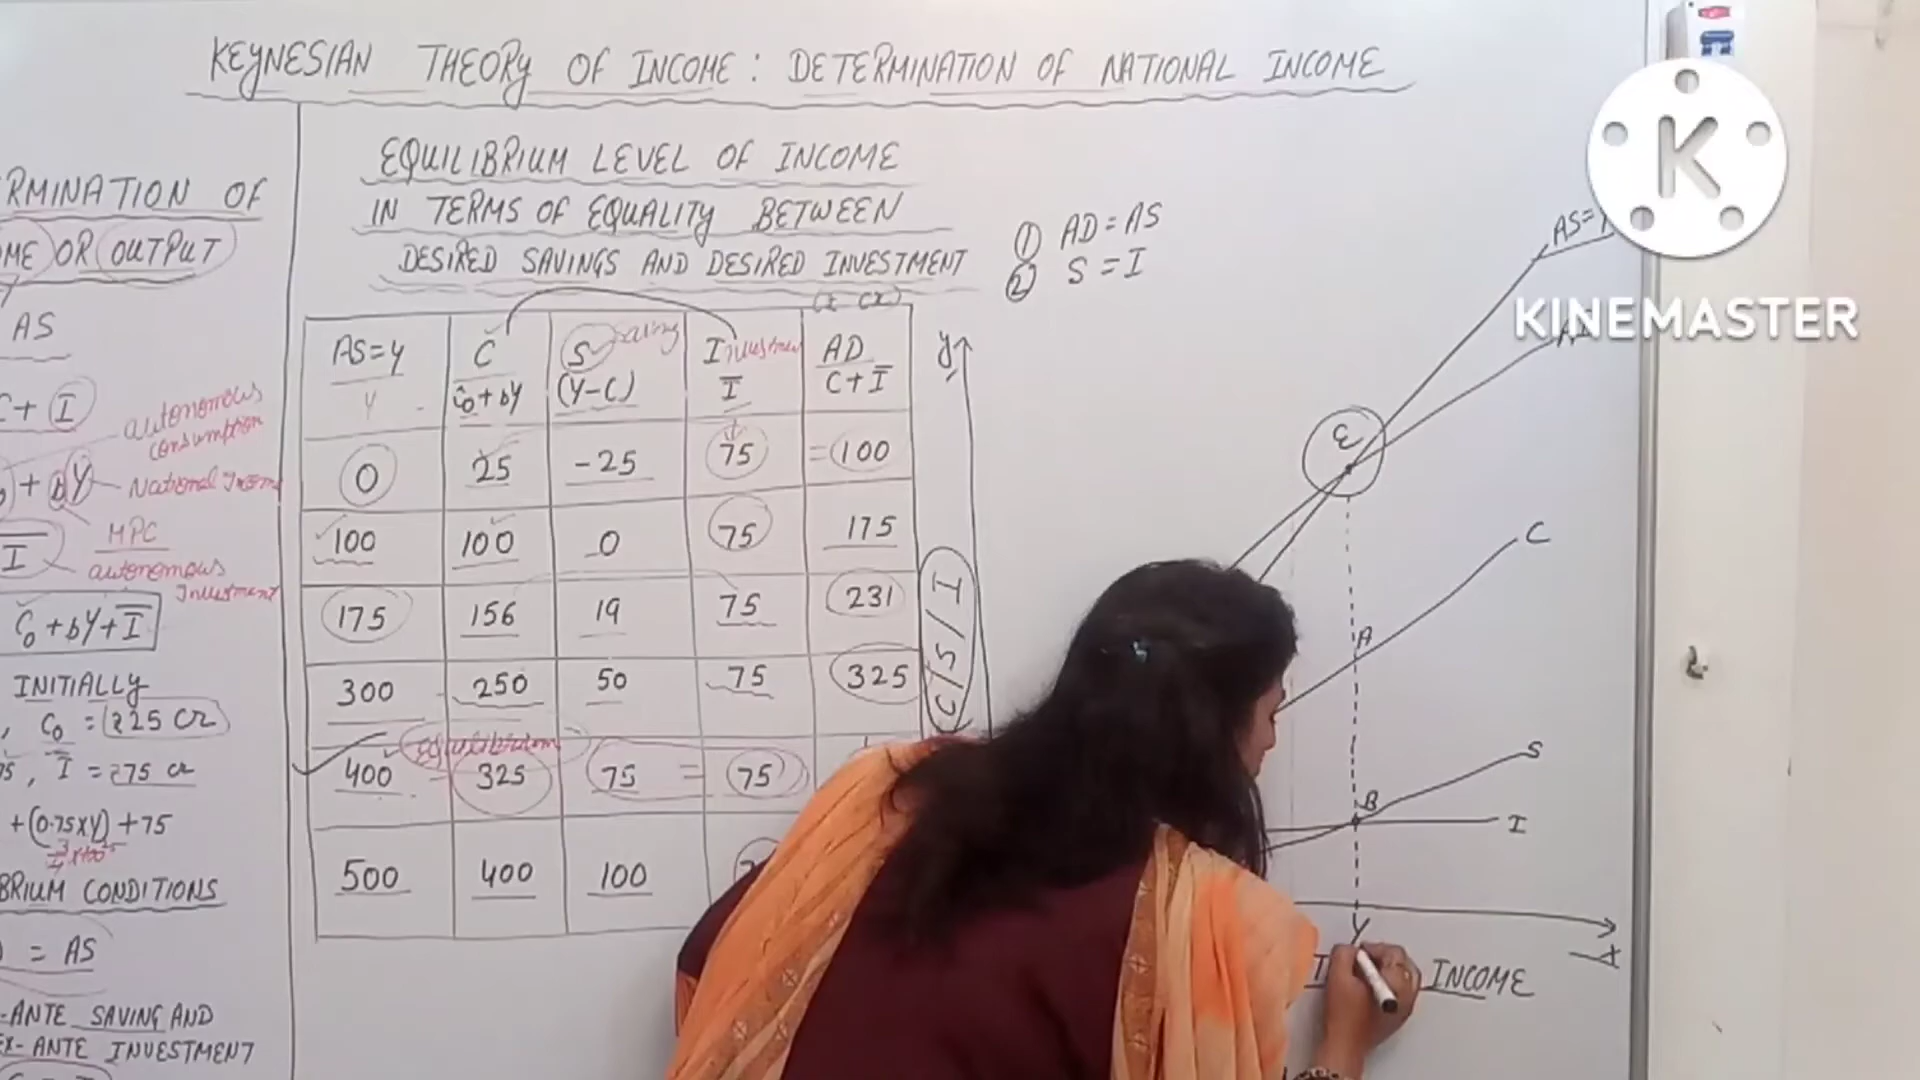 KEYNESIAN THEORY OF INCOME : DETERMINATION OF NATIONAL INCOME
RMINATION OF
OME OR OUTPUT
Y
AS
C + I
autonomous
consumption
+ bY National Income
MPC
I
autonomous
Investment
C0 + bY + I
INITIALLY
, C0 = ₹25 Cr
75, I = ₹75 Cr
+ (0.75xY) + 75
BRIUM CONDITIONS
= AS
-ANTE SAVING AND
EX-ANTE INVESTMENT
EQUILIBRIUM LEVEL OF INCOME
IN TERMS OF EQUALITY BETWEEN
DESIRED SAVINGS AND DESIRED INVESTMENT
AS=Y C S saving Investmen AD
Y C0+bY (Y-C) I C+I
0 25 -25 75 =100
100 100 0 75 175
175 156 19 75 231
300 250 50 75 325
equilibrium
400 325 75 = 75
500 400 100
① AD = AS
② S = I
Y
C/S/I
AS=
AD
E
C
A
S
B
I
Y
X
INCOME
K
KINEMASTER